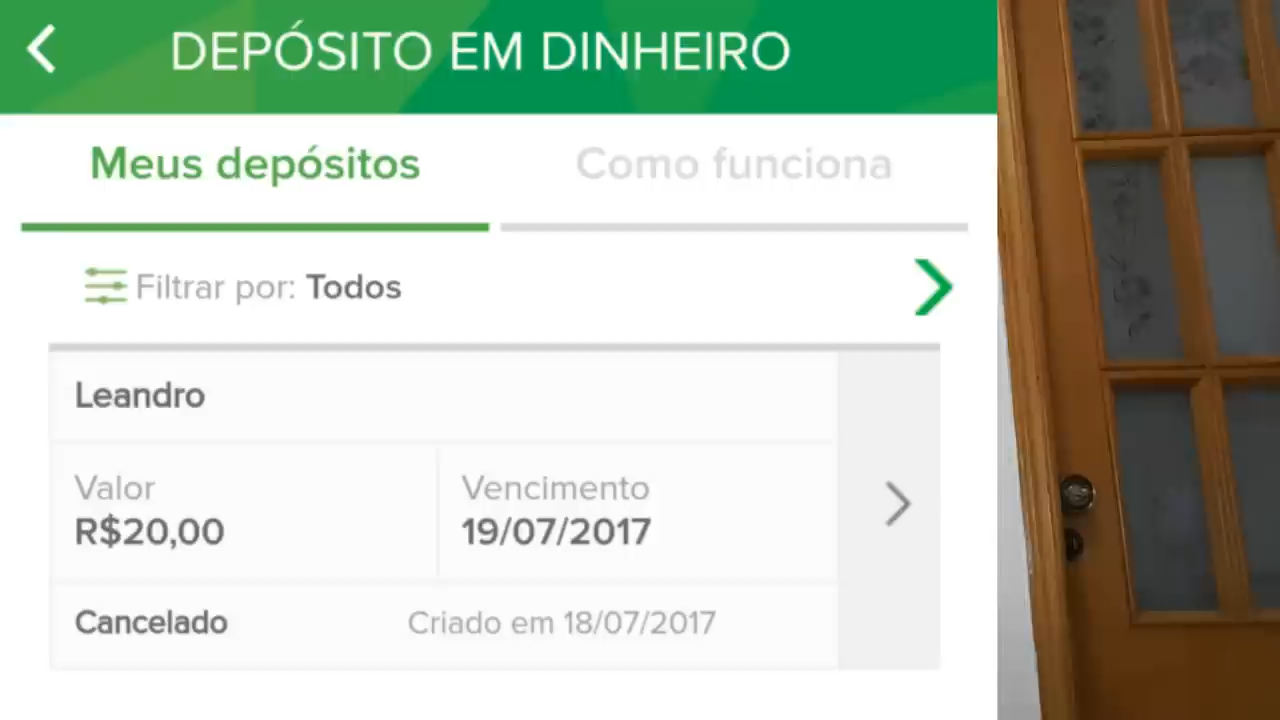 DEPÓSITO EM DINHEIRO
Meus depósitos
Como funciona
Filtrar por: Todos
Leandro
Valor
R$20,00
Vencimento
19/07/2017
Cancelado
Criado em 18/07/2017